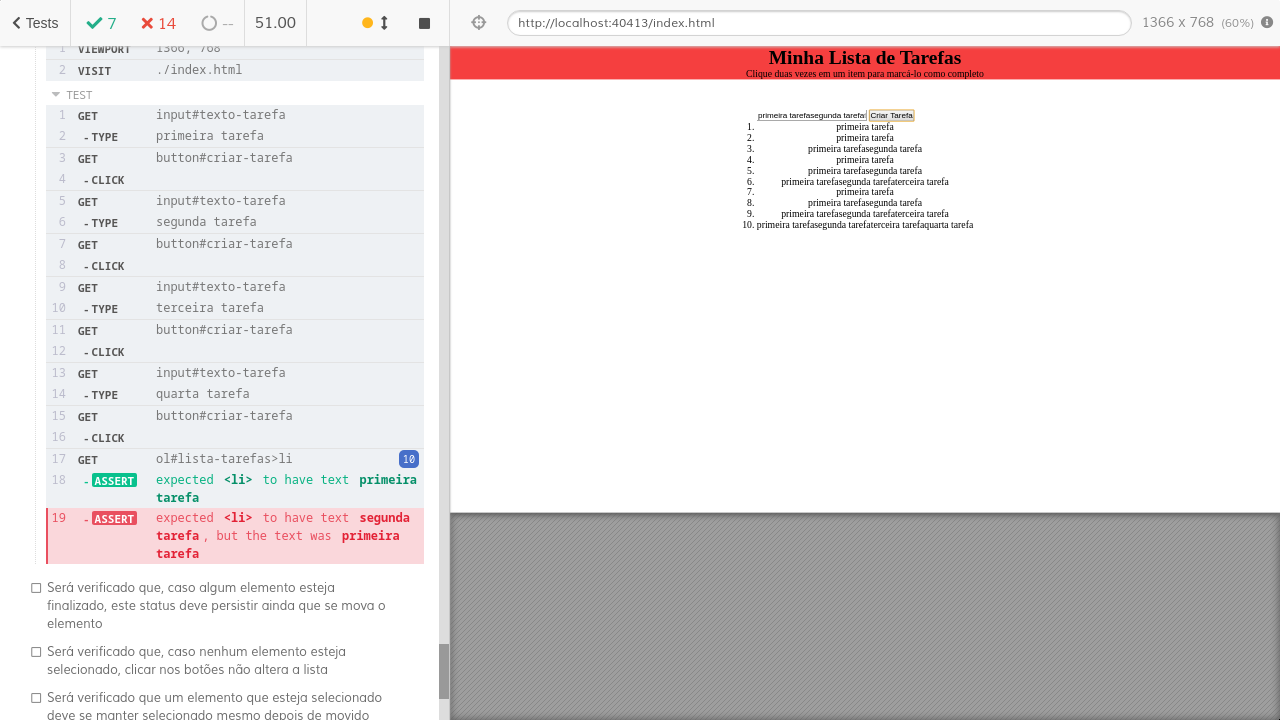 Tests 7 14 -- 51.00
http://localhost:40413/index.html 1366 x 768 (60%)
1 VIEWPORT 1366, 768
2 VISIT ./index.html
TEST
1 GET input#texto-tarefa
2 -TYPE primeira tarefa
3 GET button#criar-tarefa
4 -CLICK
5 GET input#texto-tarefa
6 -TYPE segunda tarefa
7 GET button#criar-tarefa
8 -CLICK
9 GET input#texto-tarefa
10 -TYPE terceira tarefa
11 GET button#criar-tarefa
12 -CLICK
13 GET input#texto-tarefa
14 -TYPE quarta tarefa
15 GET button#criar-tarefa
16 -CLICK
17 GET ol#lista-tarefas>li 10
18 -ASSERT expected <li> to have text primeira
tarefa
19 -ASSERT expected <li> to have text segunda
tarefa , but the text was primeira
tarefa
Será verificado que, caso algum elemento esteja
finalizado, este status deve persistir ainda que se mova o
elemento
Será verificado que, caso nenhum elemento esteja
selecionado, clicar nos botões não altera a lista
Será verificado que um elemento que esteja selecionado
deve se manter selecionado mesmo depois de movido
Minha Lista de Tarefas
Clique duas vezes em um item para marcá-lo como completo
primeira tarefasegunda tarefa Criar Tarefa
1. primeira tarefa
2. primeira tarefa
3. primeira tarefasegunda tarefa
4. primeira tarefa
5. primeira tarefasegunda tarefa
6. primeira tarefasegunda tarefaterceira tarefa
7. primeira tarefa
8. primeira tarefasegunda tarefa
9. primeira tarefasegunda tarefaterceira tarefa
10. primeira tarefasegunda tarefaterceira tarefaquarta tarefa